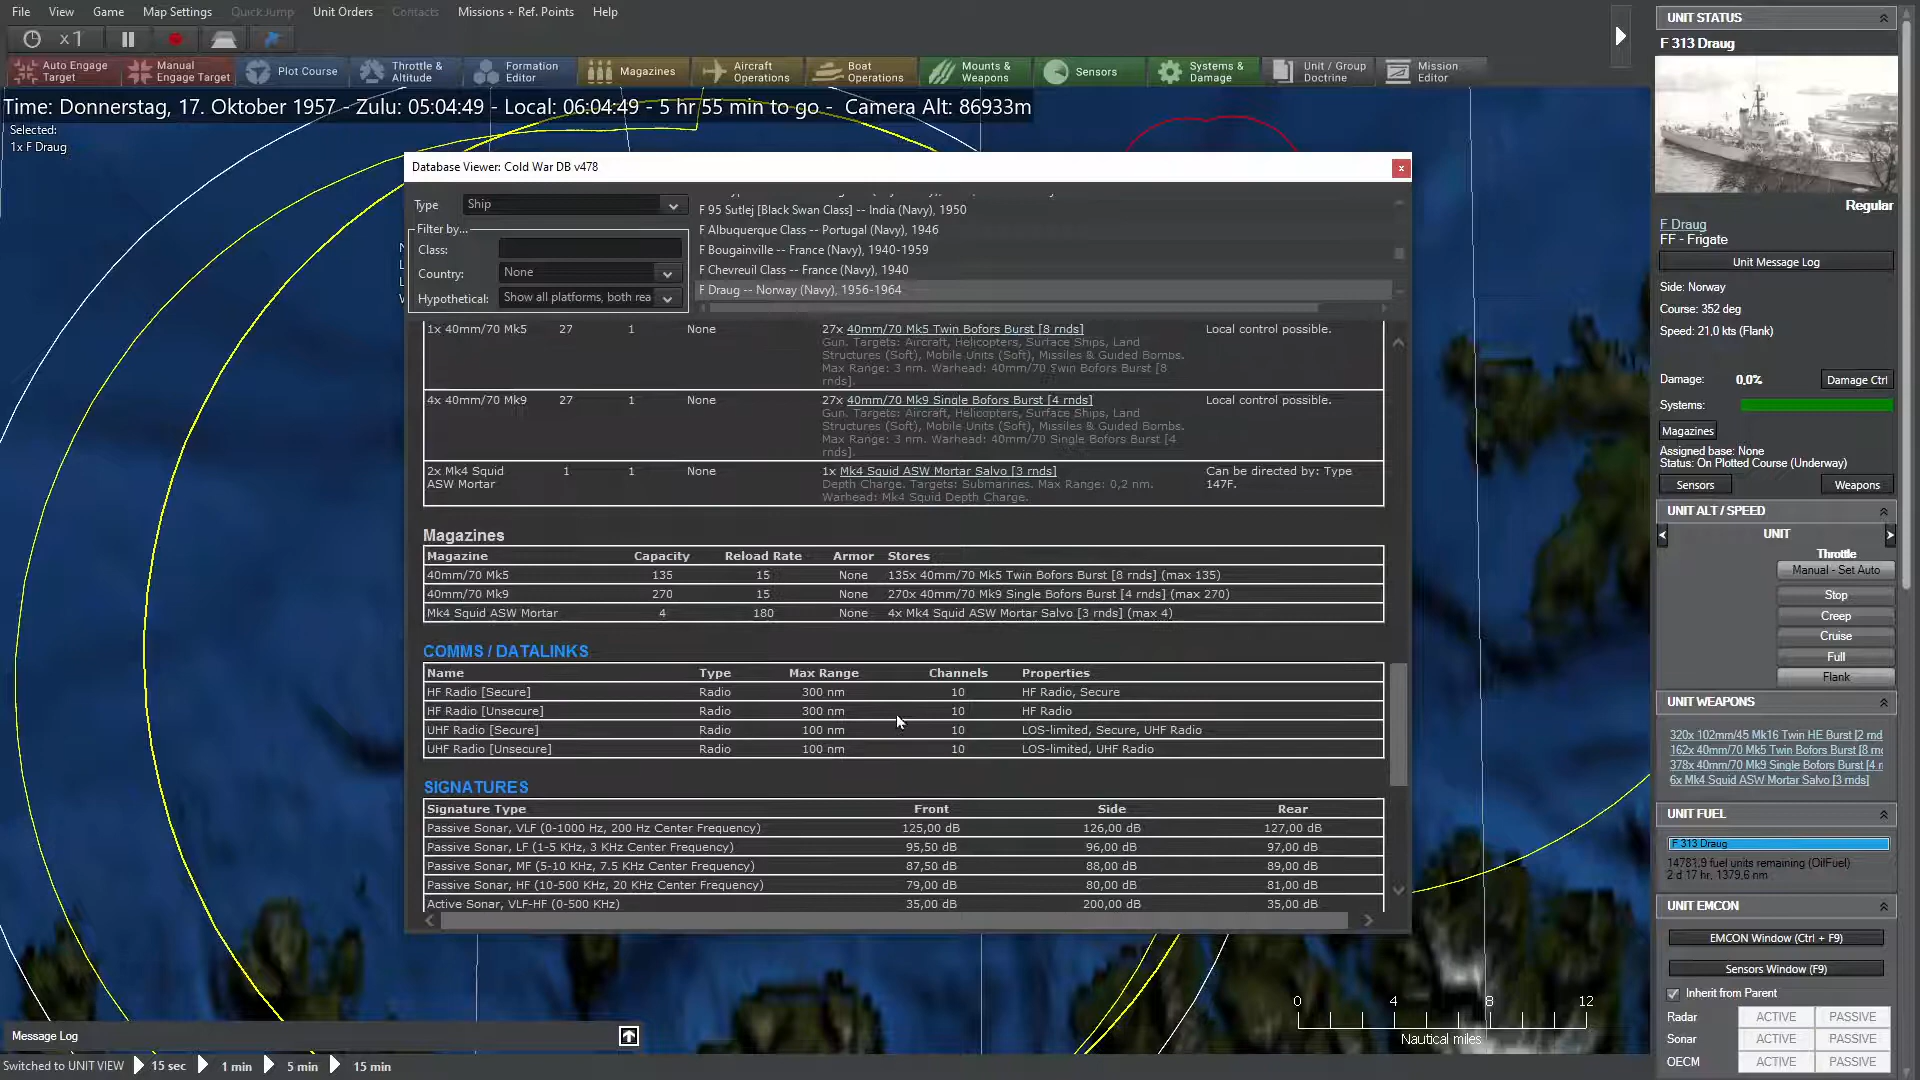 File View Game Map Settings Quick Jump Unit Orders Contacts Missions + Ref. Points Help
x1
Auto Engage Target
Manual Engage Target
Plot Course
Throttle & Altitude
Formation Editor
Magazines
Aircraft Operations
Boat Operations
Mounts & Weapons
Sensors
Systems & Damage
Unit / Group Doctrine
Mission Editor
Time: Donnerstag, 17. Oktober 1957 - Zulu: 05:04:49 - Local: 06:04:49 - 5 hr 55 min to go - Camera Alt: 86933m
Selected:
1x F Draug
Database Viewer: Cold War DB v478
x
Type Ship
Filter by...
Class:
Country: None
Hypothetical: Show all platforms, both rea
F 95 Sutlej [Black Swan Class] -- India (Navy), 1950
F Albuquerque Class -- Portugal (Navy), 1946
F Bougainville -- France (Navy), 1940-1959
F Chevreuil Class -- France (Navy), 1940
F Draug -- Norway (Navy), 1956-1964
1x 40mm/70 Mk5 27 1 None 27x 40mm/70 Mk5 Twin Bofors Burst [8 rnds] Local control possible.
Gun. Targets: Aircraft, Helicopters, Surface Ships, Land
Structures (Soft), Mobile Units (Soft), Missiles & Guided Bombs.
Max Range: 3 nm. Warhead: 40mm/70 Twin Bofors Burst [8
rnds].
4x 40mm/70 Mk9 27 1 None 27x 40mm/70 Mk9 Single Bofors Burst [4 rnds] Local control possible.
Gun. Targets: Aircraft, Helicopters, Surface Ships, Land
Structures (Soft), Mobile Units (Soft), Missiles & Guided Bombs.
Max Range: 3 nm. Warhead: 40mm/70 Single Bofors Burst [4
rnds].
2x Mk4 Squid 1 1 None 1x Mk4 Squid ASW Mortar Salvo [3 rnds] Can be directed by: Type
ASW Mortar Depth Charge. Targets: Submarines. Max Range: 0,2 nm. 147F.
Warhead: Mk4 Squid Depth Charge.
Magazines
Magazine Capacity Reload Rate Armor Stores
40mm/70 Mk5 135 15 None 135x 40mm/70 Mk5 Twin Bofors Burst [8 rnds] (max 135)
40mm/70 Mk9 270 15 None 270x 40mm/70 Mk9 Single Bofors Burst [4 rnds] (max 270)
Mk4 Squid ASW Mortar 4 180 None 4x Mk4 Squid ASW Mortar Salvo [3 rnds] (max 4)
COMMS / DATALINKS
Name Type Max Range Channels Properties
HF Radio [Secure] Radio 300 nm 10 HF Radio, Secure
HF Radio [Unsecure] Radio 300 nm 10 HF Radio
UHF Radio [Secure] Radio 100 nm 10 LOS-limited, Secure, UHF Radio
UHF Radio [Unsecure] Radio 100 nm 10 LOS-limited, UHF Radio
SIGNATURES
Signature Type Front Side Rear
Passive Sonar, VLF (0-1000 Hz, 200 Hz Center Frequency) 125,00 dB 126,00 dB 127,00 dB
Passive Sonar, LF (1-5 KHz, 3 KHz Center Frequency) 95,50 dB 96,00 dB 97,00 dB
Passive Sonar, MF (5-10 KHz, 7.5 KHz Center Frequency) 87,50 dB 88,00 dB 89,00 dB
Passive Sonar, HF (10-500 KHz, 20 KHz Center Frequency) 79,00 dB 80,00 dB 81,00 dB
Active Sonar, VLF-HF (0-500 KHz) 35,00 dB 200,00 dB 35,00 dB
0 4 8 12
Nautical miles
Message Log
Switched to UNIT VIEW 15 sec 1 min 5 min 15 min
UNIT STATUS
F 313 Draug
Regular
F Draug
FF - Frigate
Unit Message Log
Side: Norway
Course: 352 deg
Speed: 21,0 kts (Flank)
Damage: 0,0% Damage Ctrl
Systems:
Magazines
Assigned base: None
Status: On Plotted Course (Underway)
Sensors Weapons
UNIT ALT / SPEED
UNIT
Throttle
Manual - Set Auto
Stop
Creep
Cruise
Full
Flank
UNIT WEAPONS
320x 102mm/45 Mk16 Twin HE Burst [2 rnd
162x 40mm/70 Mk5 Twin Bofors Burst [8 rn
378x 40mm/70 Mk9 Single Bofors Burst [4 r
6x Mk4 Squid ASW Mortar Salvo [3 rnds]
UNIT FUEL
F 313 Draug
14781,9 fuel units remaining (OilFuel)
2 d 17 hr, 1379,6 nm
UNIT EMCON
EMCON Window (Ctrl + F9)
Sensors Window (F9)
Inherit from Parent
Radar ACTIVE PASSIVE
Sonar ACTIVE PASSIVE
OECM ACTIVE PASSIVE